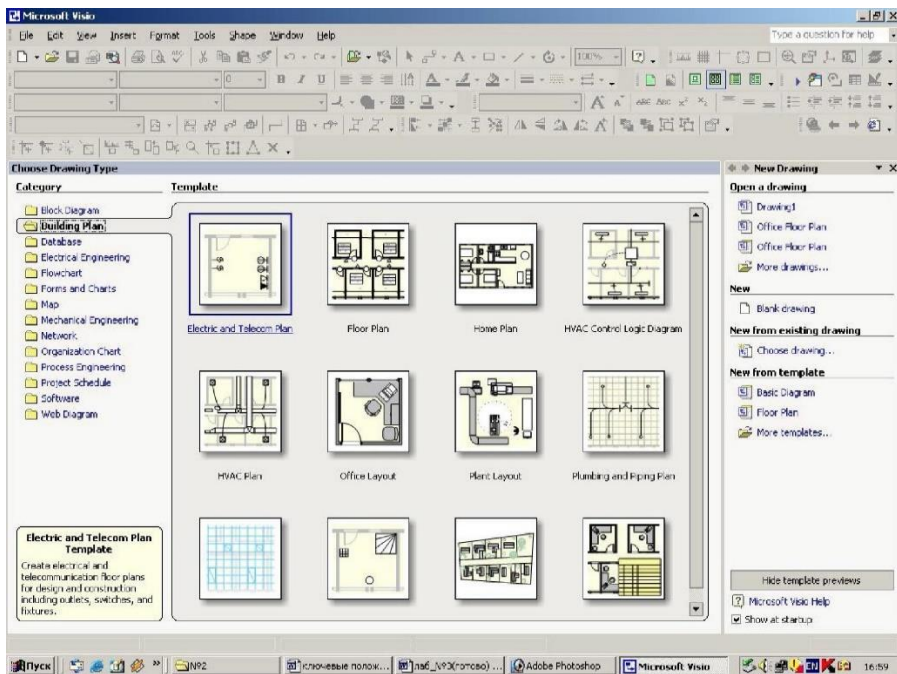 Microsoft Visio
File Edit View Insert Format Tools Shape Window Help
Type a question for help
100%
0
B I U
Choose Drawing Type
Category
Block Diagram
Building Plan
Database
Electrical Engineering
Flowchart
Forms and Charts
Map
Mechanical Engineering
Network
Organization Chart
Process Engineering
Project Schedule
Software
Web Diagram
Electric and Telecom Plan
Template
Create electrical and
telecommunication floor plans
for design and construction
including outlets, switches, and
fixtures.
Template
Electric and Telecom Plan
Floor Plan
Home Plan
HVAC Control Logic Diagram
HVAC Plan
Office Layout
Plant Layout
Plumbing and Piping Plan
New Drawing
Open a drawing
Drawing1
Office Floor Plan
Office Floor Plan
More drawings...
New
Blank drawing
New from existing drawing
Choose drawing...
New from template
Basic Diagram
Floor Plan
More templates...
Hide template previews
Microsoft Visio Help
Show at startup
Пуск
№2
ключевые полож...
лаб_№3(готово) ...
Adobe Photoshop
Microsoft Visio
16:59